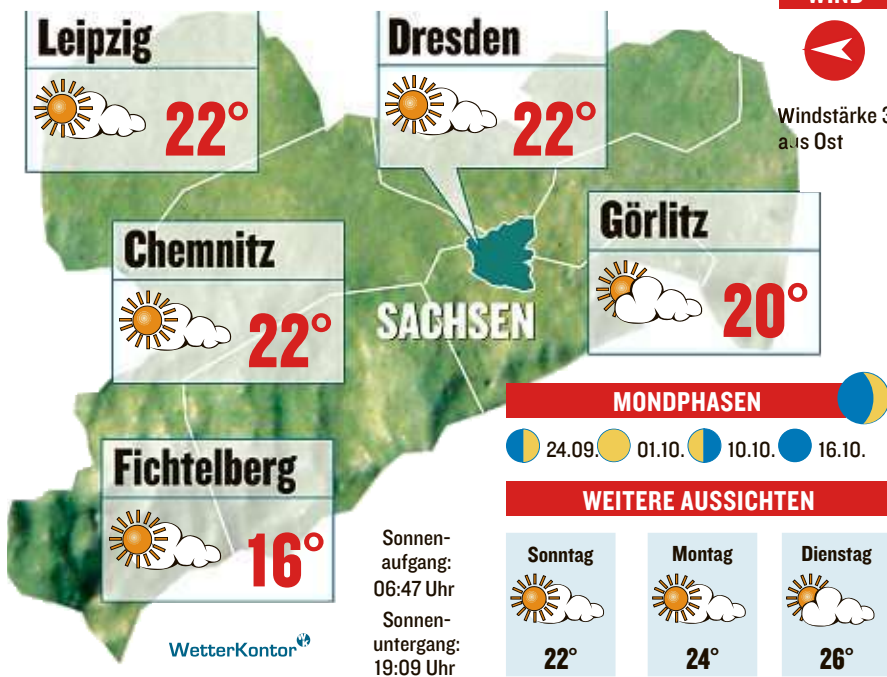 Leipzig
22°
Dresden
22°
WIND
Windstärke 3
aus Ost
Chemnitz
22°
Görlitz
20°
SACHSEN
Fichtelberg
16°
MONDPHASEN
24.09. 01.10. 10.10. 16.10.
WEITERE AUSSICHTEN
Sonntag Montag Dienstag
22° 24° 26°
Sonnen-
aufgang:
06:47 Uhr
Sonnen-
untergang:
19:09 Uhr
WetterKontor